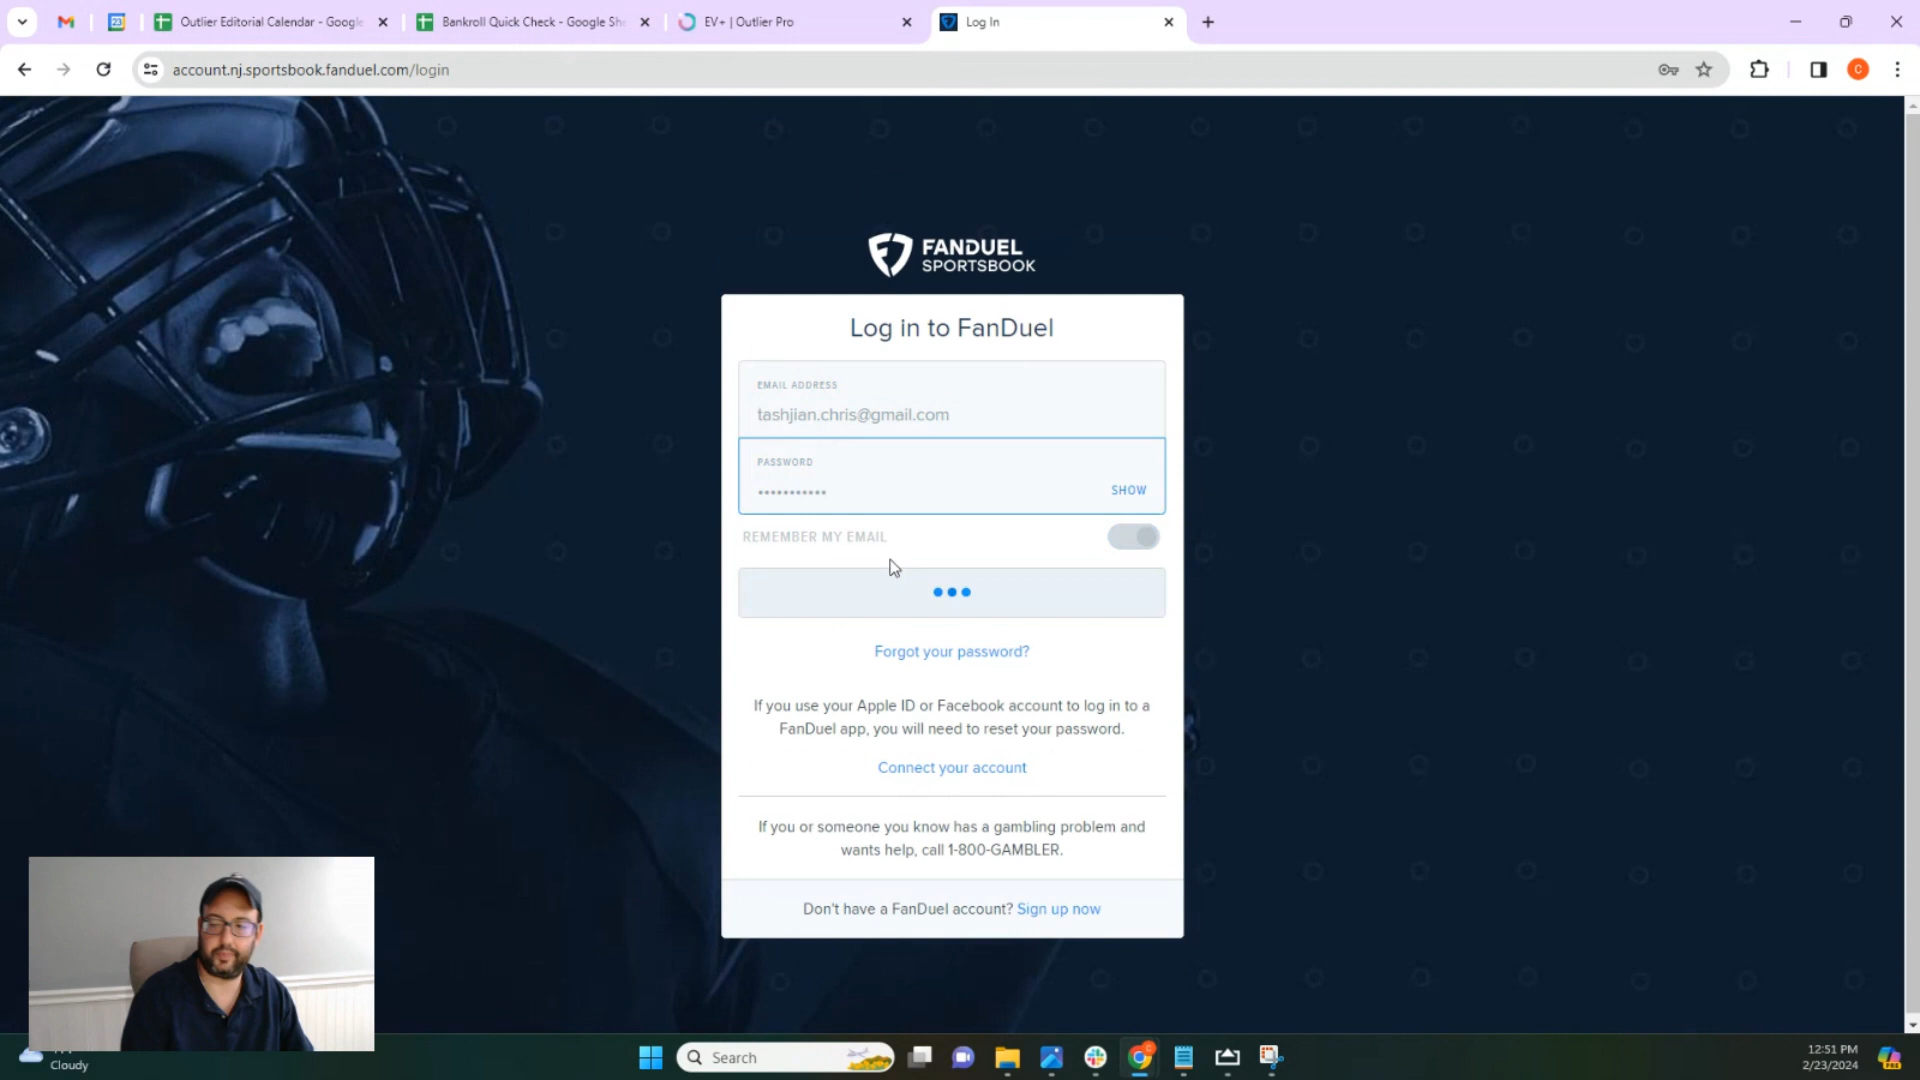 Outlier Editorial Calendar - Google
Bankroll Quick Check - Google She
EV+ | Outlier Pro
Log In
account.nj.sportsbook.fanduel.com/login
FANDUEL
SPORTSBOOK
Log in to FanDuel
EMAIL ADDRESS
tashjian.chris@gmail.com
PASSWORD
SHOW
REMEMBER MY EMAIL
Forgot your password?
If you use your Apple ID or Facebook account to log in to a
FanDuel app, you will need to reset your password.
Connect your account
If you or someone you know has a gambling problem and
wants help, call 1-800-GAMBLER.
Don't have a FanDuel account? Sign up now
Cloudy
Search
12:51 PM
2/23/2024